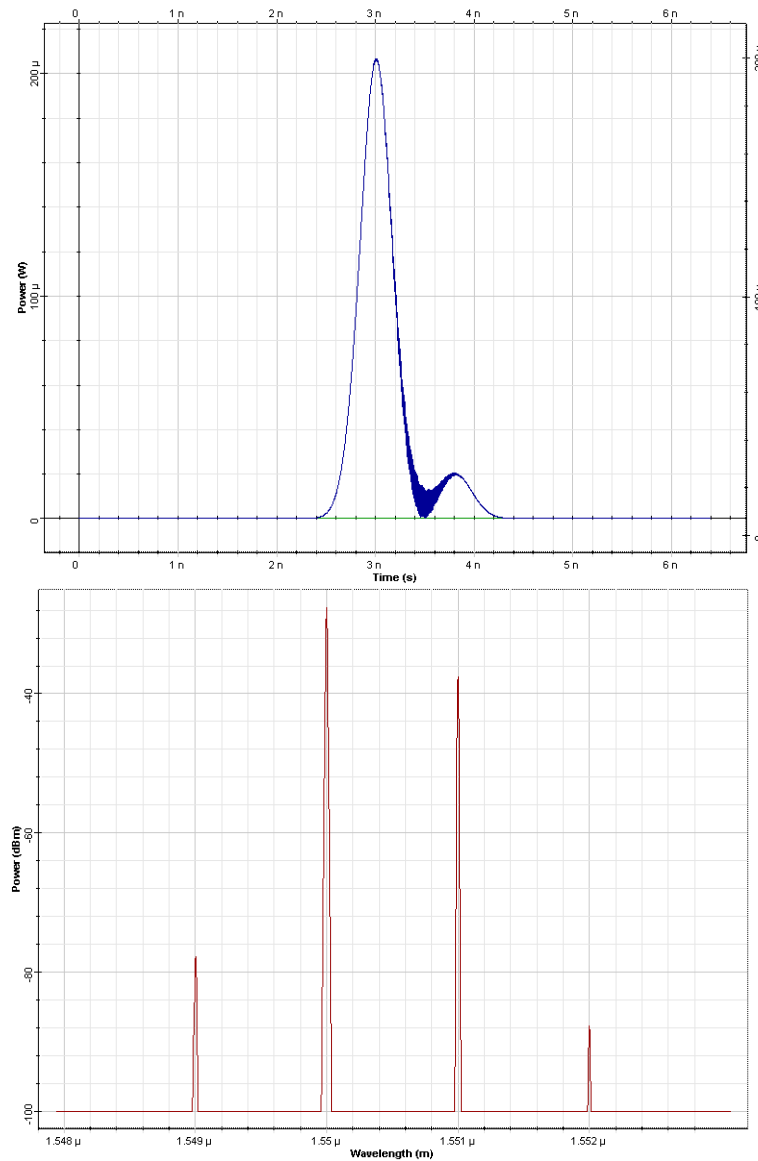 0 1 n 2 n 3 n 4 n 5 n 6 n
Power (W)
200 µ
100 µ
0
0 1 n 2 n 3 n 4 n 5 n 6 n
Time (s)
Power (dBm)
-40
-60
-80
-100
1.548 µ 1.549 µ 1.55 µ 1.551 µ 1.552 µ
Wavelength (m)